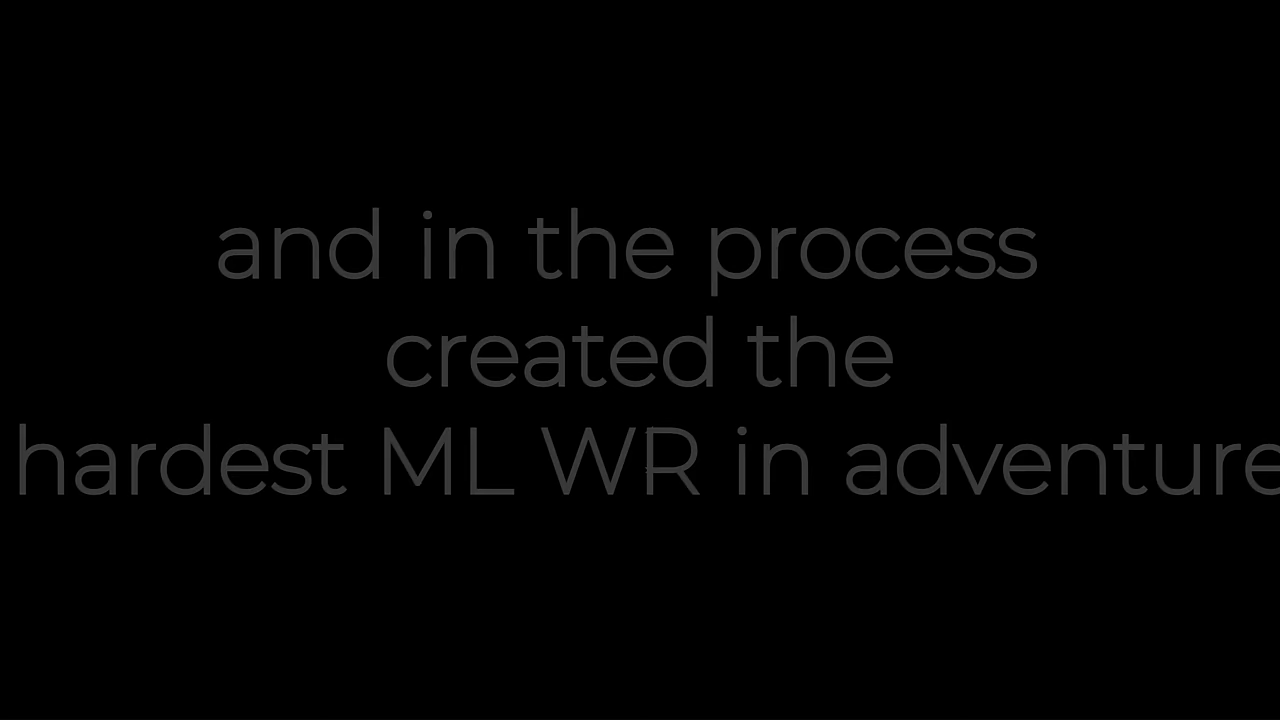 and in the process
created the
hardest ML WR in adventure